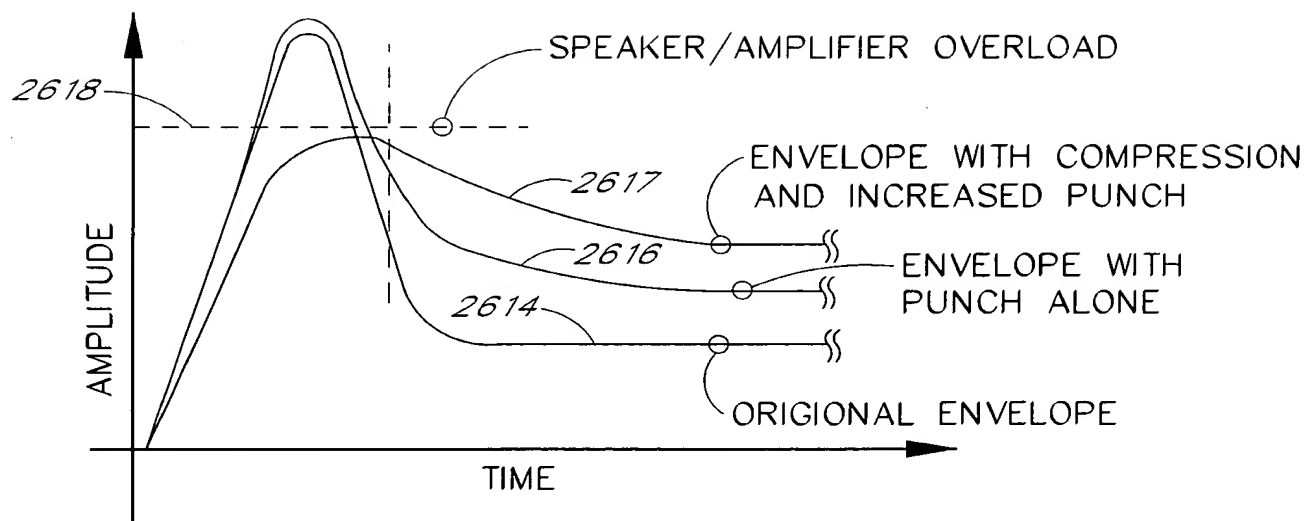 SPEAKER/AMPLIFIER OVERLOAD
2618
ENVELOPE WITH COMPRESSION
AND INCREASED PUNCH
2617
2616
ENVELOPE WITH
PUNCH ALONE
2614
AMPLITUDE
ORIGIONAL ENVELOPE
TIME